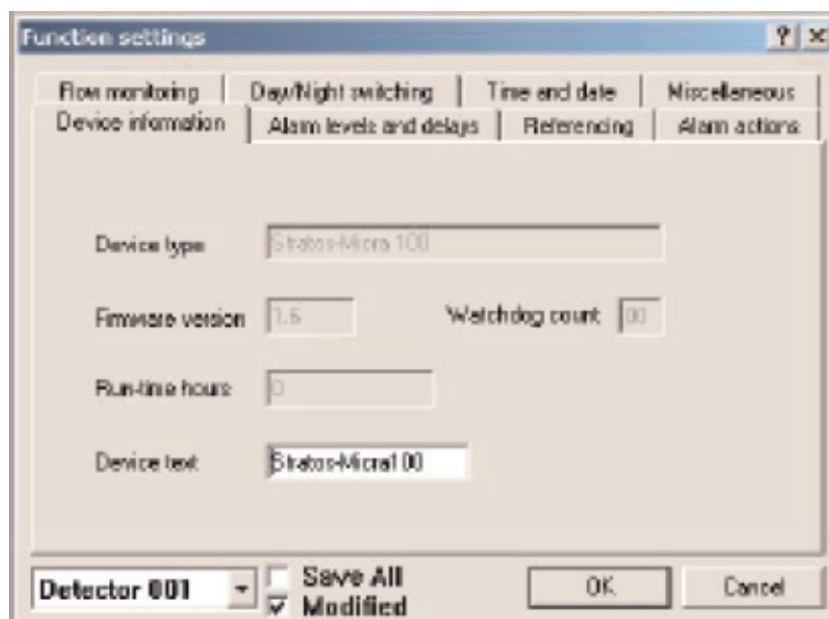 Function settings
Flow monitoring Day/Night switching Time and date Miscellaneous
Device information Alarm levels and delays Referencing Alarm actions
Device type Stratos-Micra 100
Firmware version 1.6 Watchdog count 00
Run-time hours 0
Device text Stratos-Micra100
Detector 001 Save All
Modified
OK Cancel